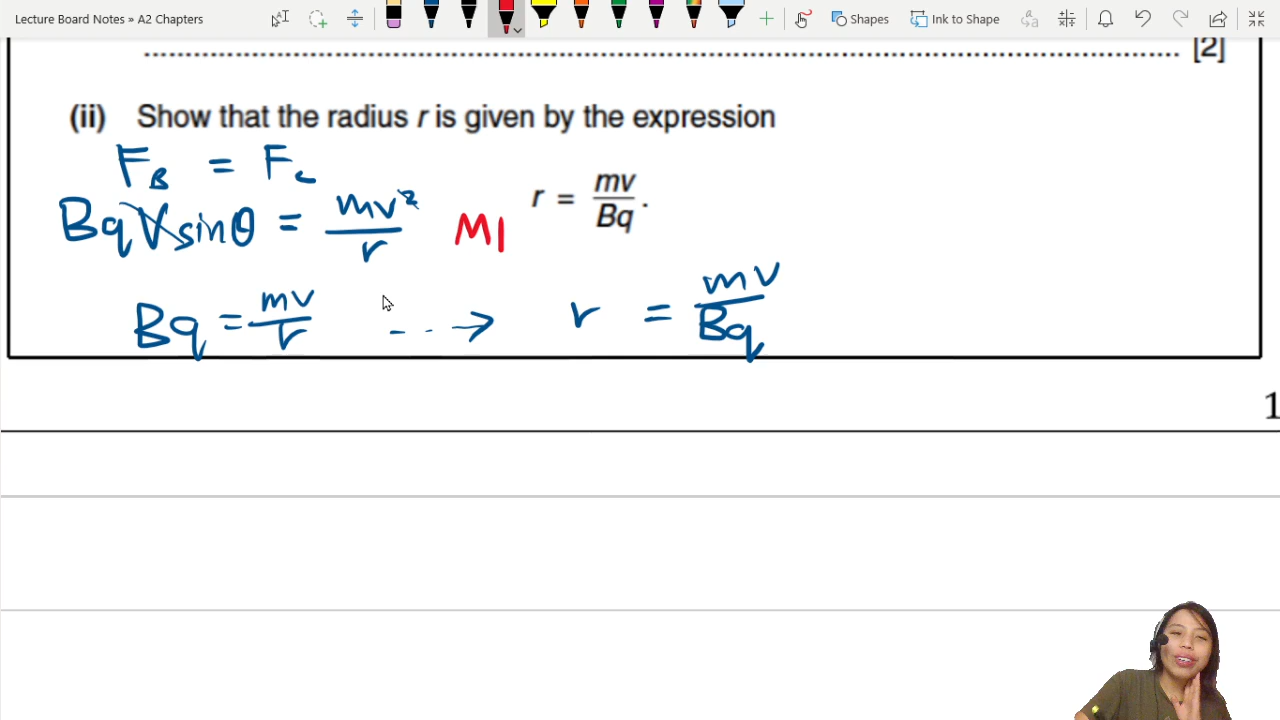 Lecture Board Notes » A2 Chapters
Shapes
Ink to Shape
[2]
(ii) Show that the radius r is given by the expression
F_B = F_c
r = mv/Bq.
BqVsinθ = mv²/r M1
Bq = mv/r ---> r = mv/Bq
1